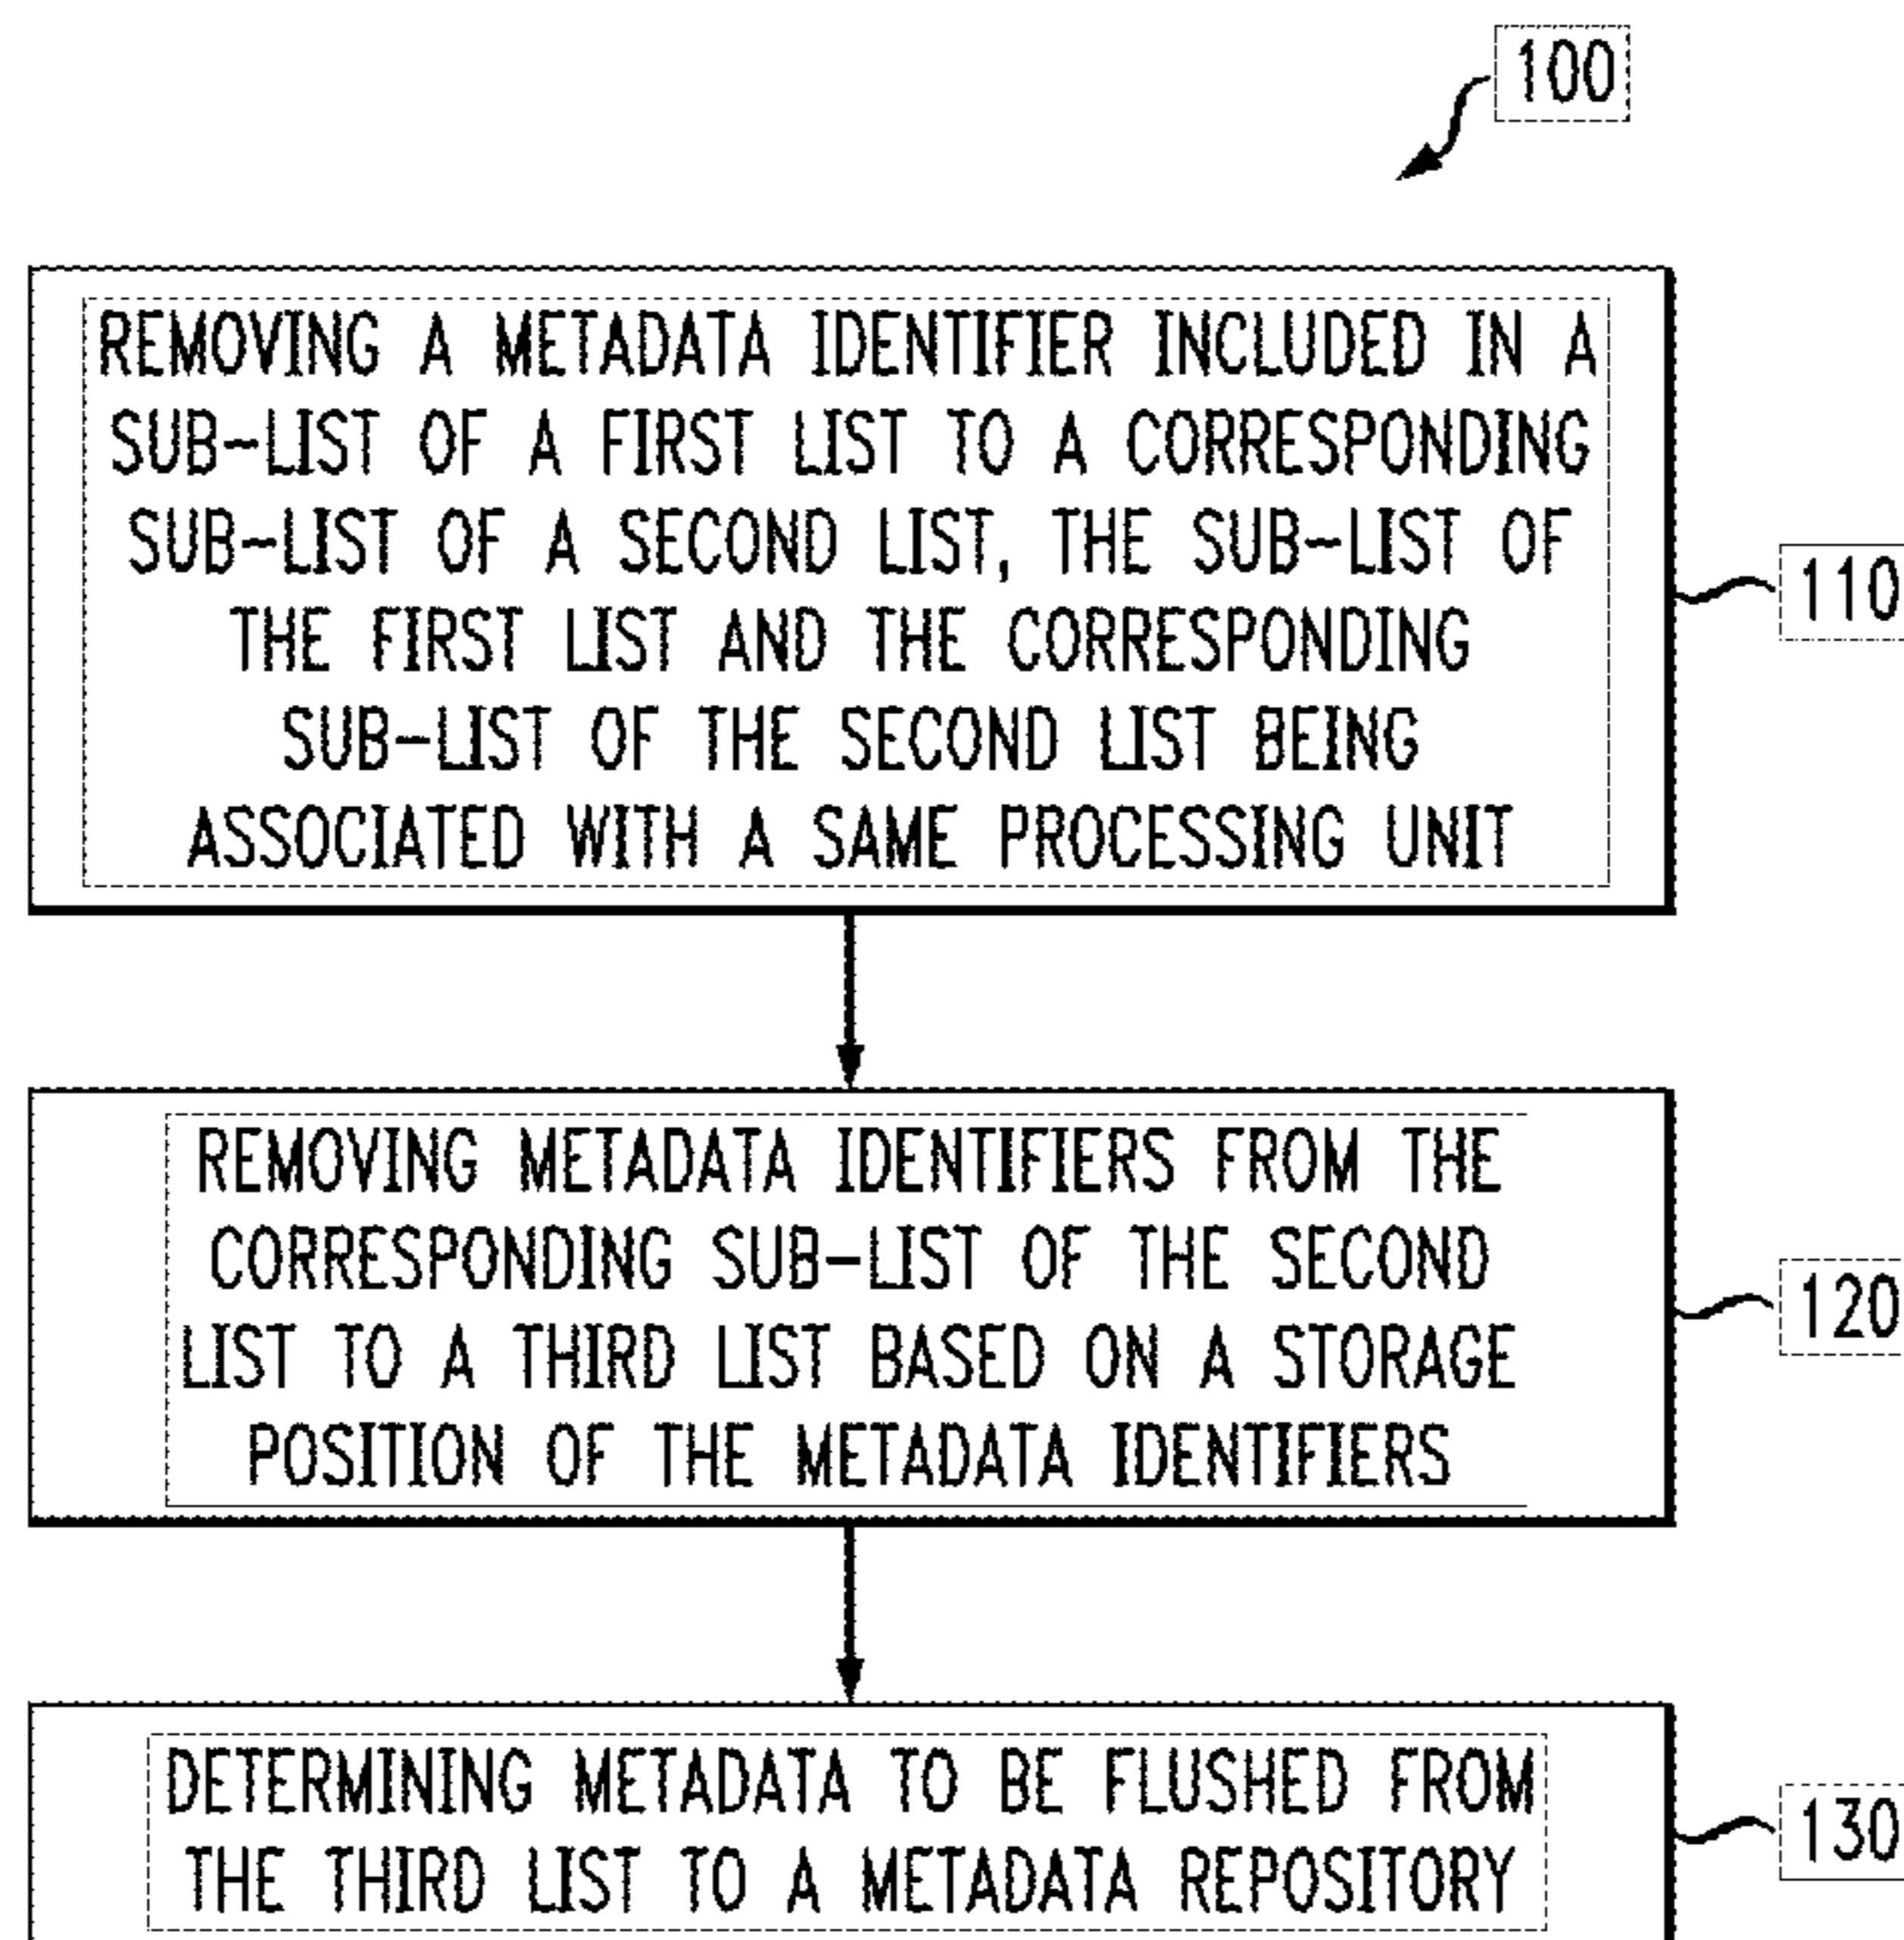 100
REMOVING A METADATA IDENTIFIER INCLUDED IN A
SUB-LIST OF A FIRST LIST TO A CORRESPONDING
SUB-LIST OF A SECOND LIST, THE SUB-LIST OF
THE FIRST LIST AND THE CORRESPONDING
SUB-LIST OF THE SECOND LIST BEING
ASSOCIATED WITH A SAME PROCESSING UNIT
110
REMOVING METADATA IDENTIFIERS FROM THE
CORRESPONDING SUB-LIST OF THE SECOND
LIST TO A THIRD LIST BASED ON A STORAGE
POSITION OF THE METADATA IDENTIFIERS
120
DETERMINING METADATA TO BE FLUSHED FROM
THE THIRD LIST TO A METADATA REPOSITORY
130